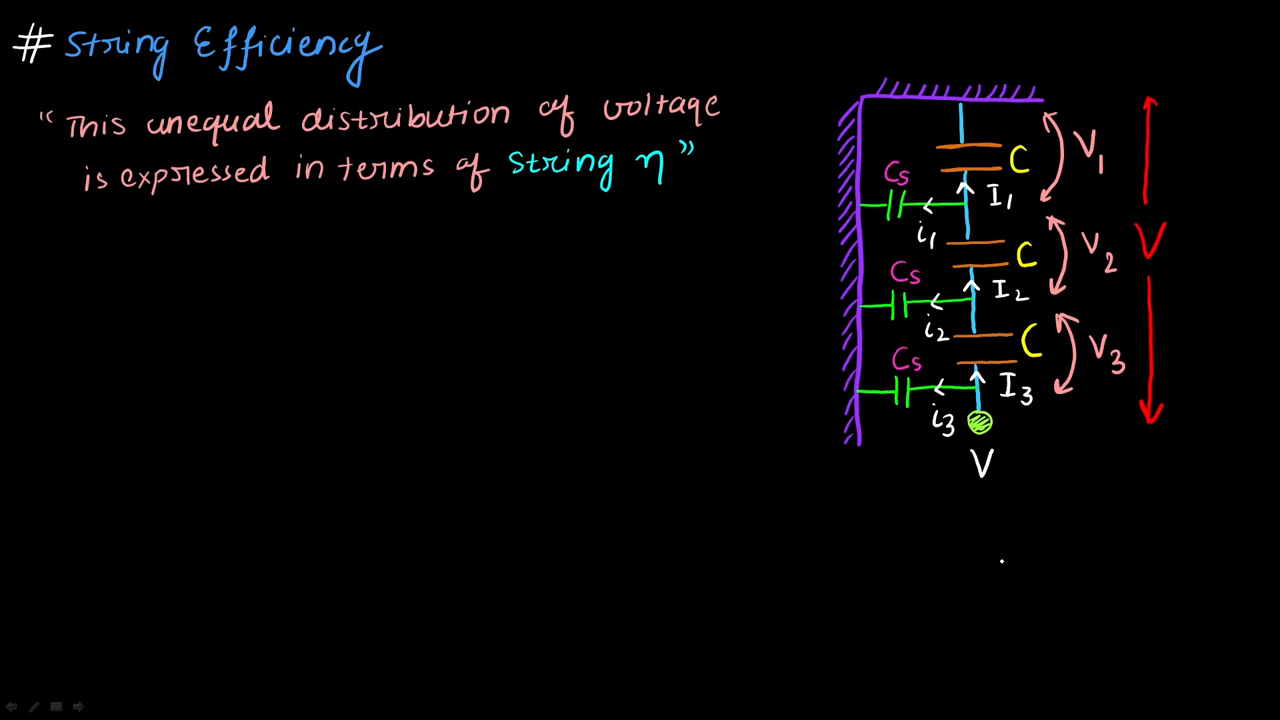 # String Efficiency
"This unequal distribution of voltage
is expressed in terms of String η"
C
V1
Cs
I1
i1
V
C
V2
Cs
I2
i2
C
V3
Cs
I3
i3
V